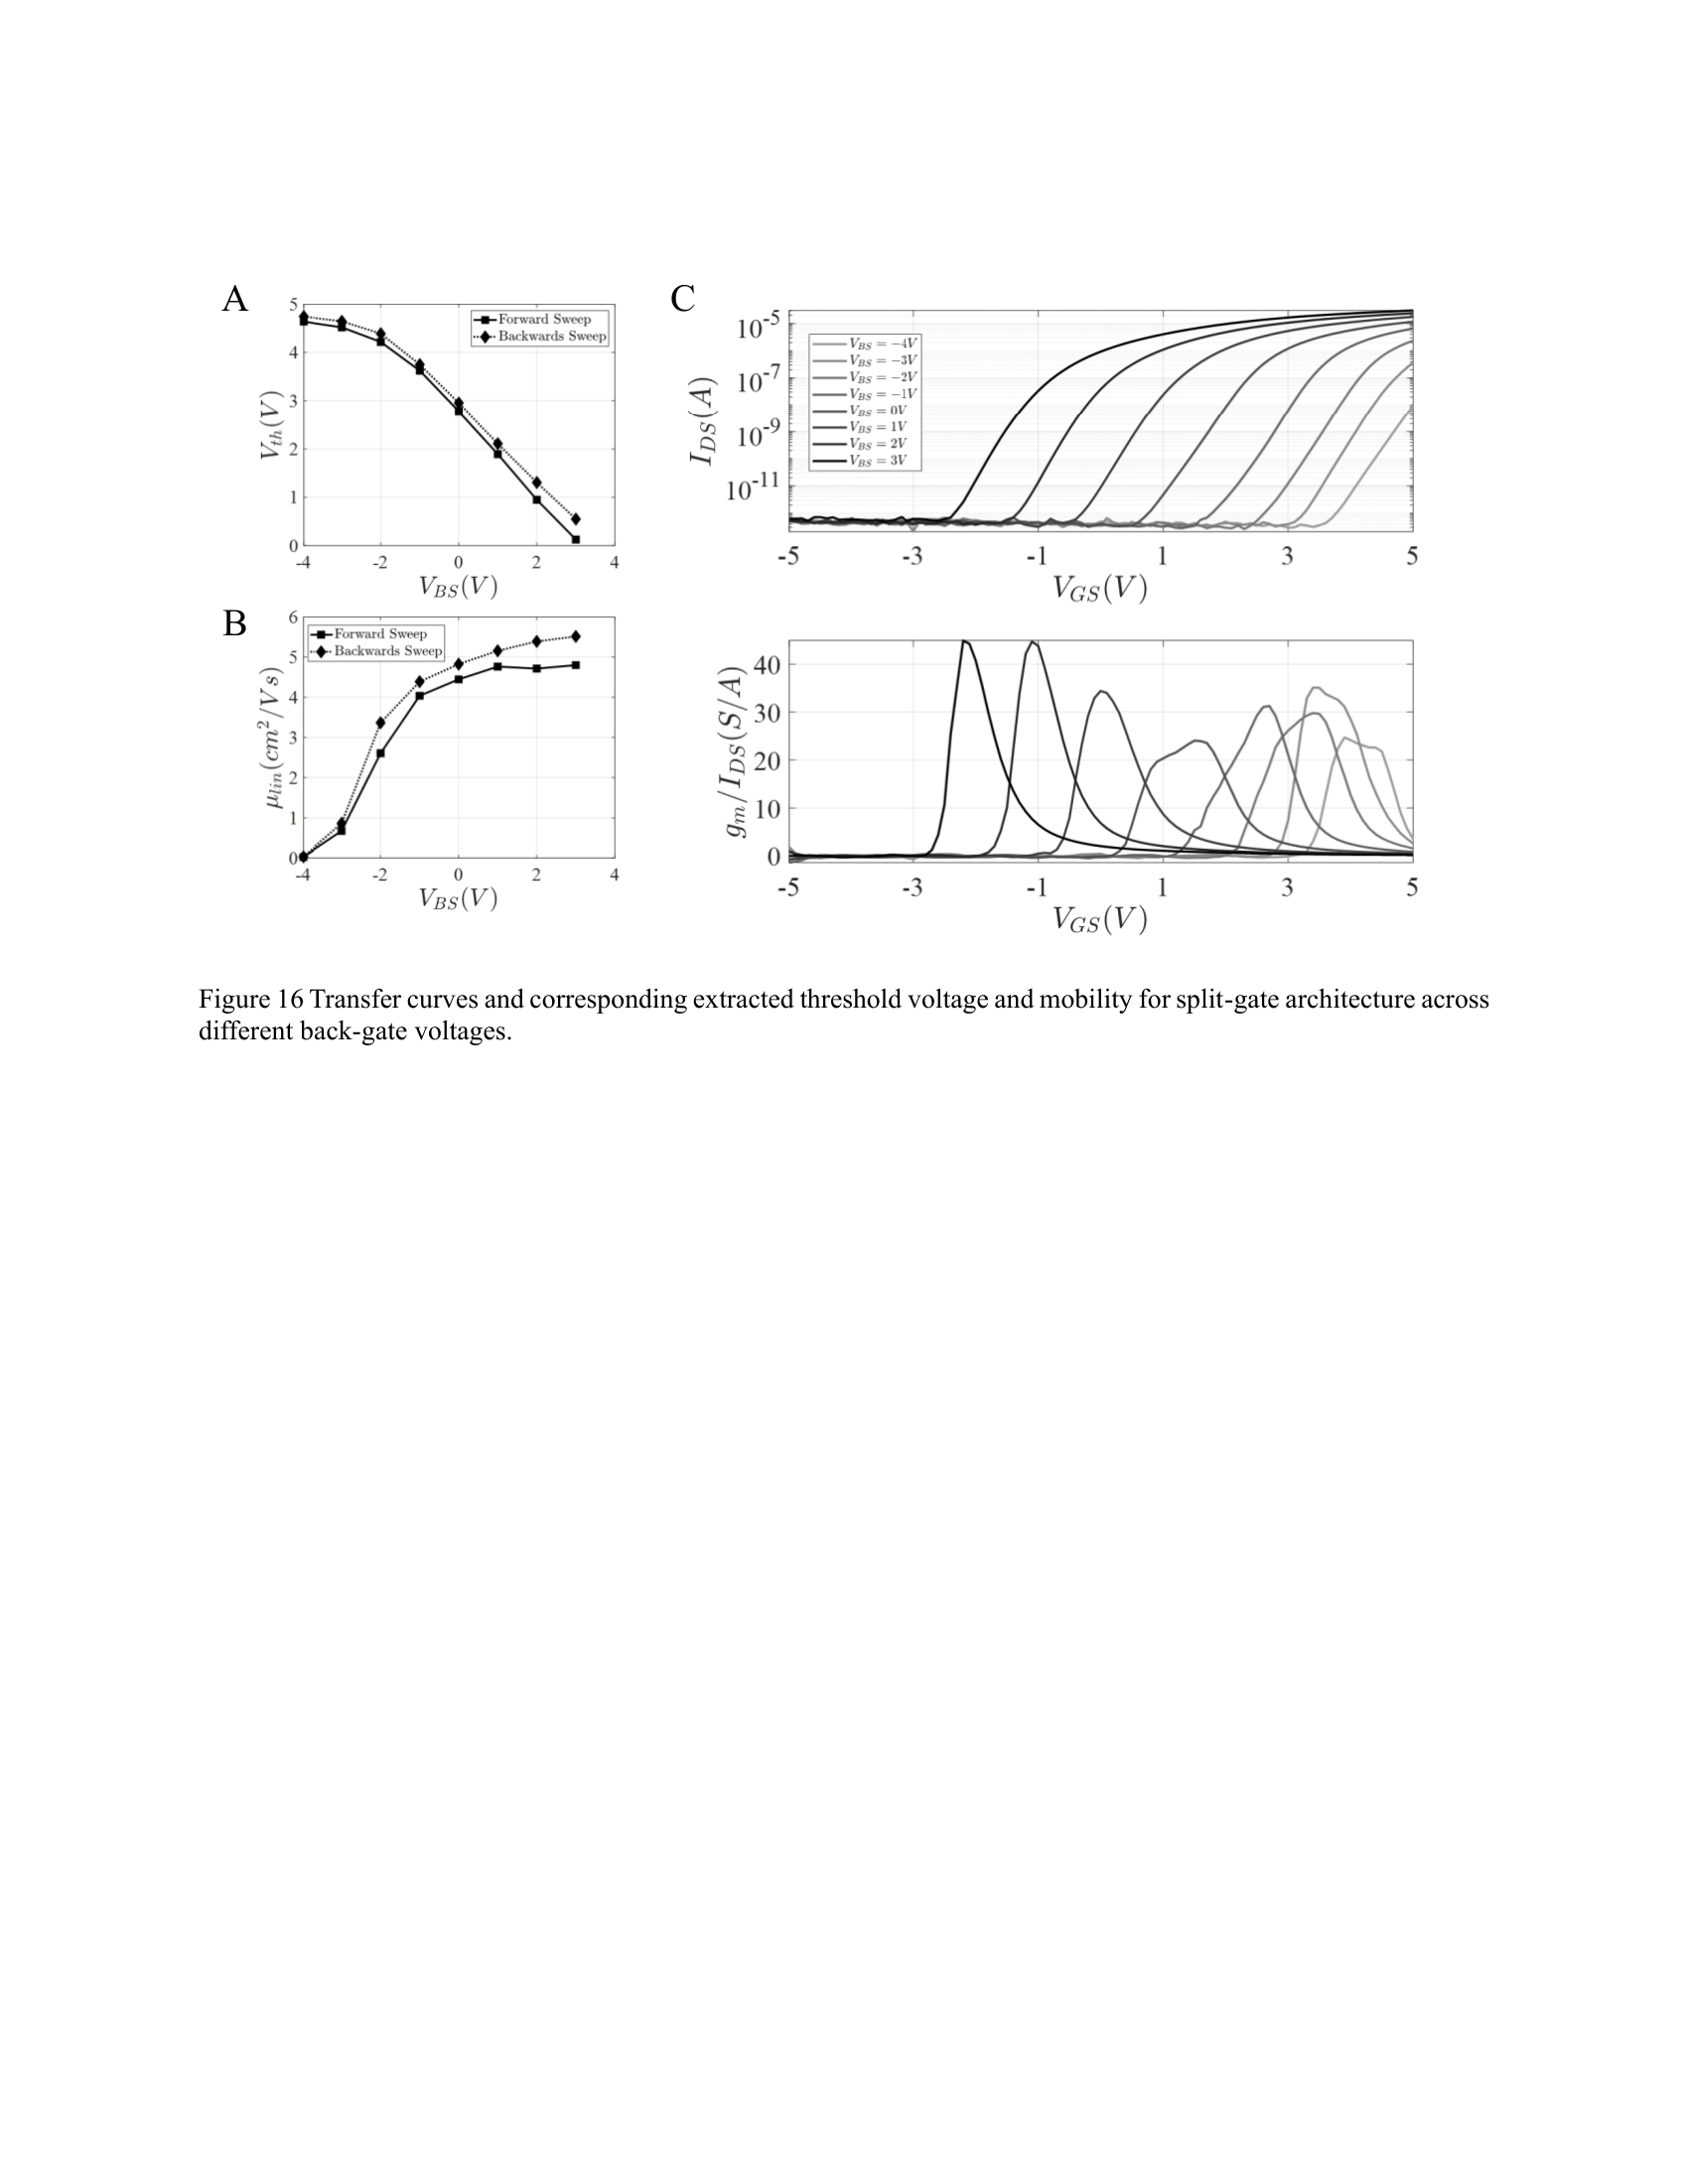 A
5
4
3
2
1
0
V_th(V)
Forward Sweep
Backwards Sweep
-4 -2 0 2 4
V_BS(V)
B
6
5
4
3
2
1
0
μ_lin(cm²/Vs)
Forward Sweep
Backwards Sweep
-4 -2 0 2 4
V_BS(V)
C
10⁻⁵
10⁻⁷
10⁻⁹
10⁻¹¹
I_DS(A)
V_BS = −4V
V_BS = −3V
V_BS = −2V
V_BS = −1V
V_BS = 0V
V_BS = 1V
V_BS = 2V
V_BS = 3V
-5 -3 -1 1 3 5
V_GS(V)
40
30
20
10
0
g_m/I_DS(S/A)
-5 -3 -1 1 3 5
V_GS(V)
Figure 16 Transfer curves and corresponding extracted threshold voltage and mobility for split-gate architecture across
different back-gate voltages.